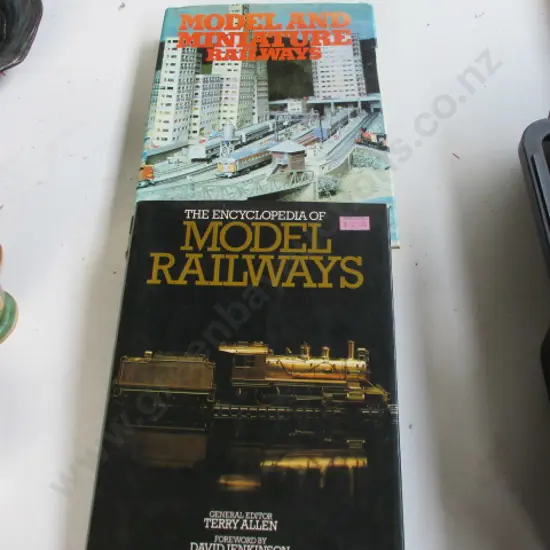 MODEL AND
MINIATURE
RAILWAYS
THE ENCYCLOPEDIA OF
MODEL
RAILWAYS
GENERAL EDITOR
TERRY ALLEN
FOREWORD BY
DAVID JENKINSON